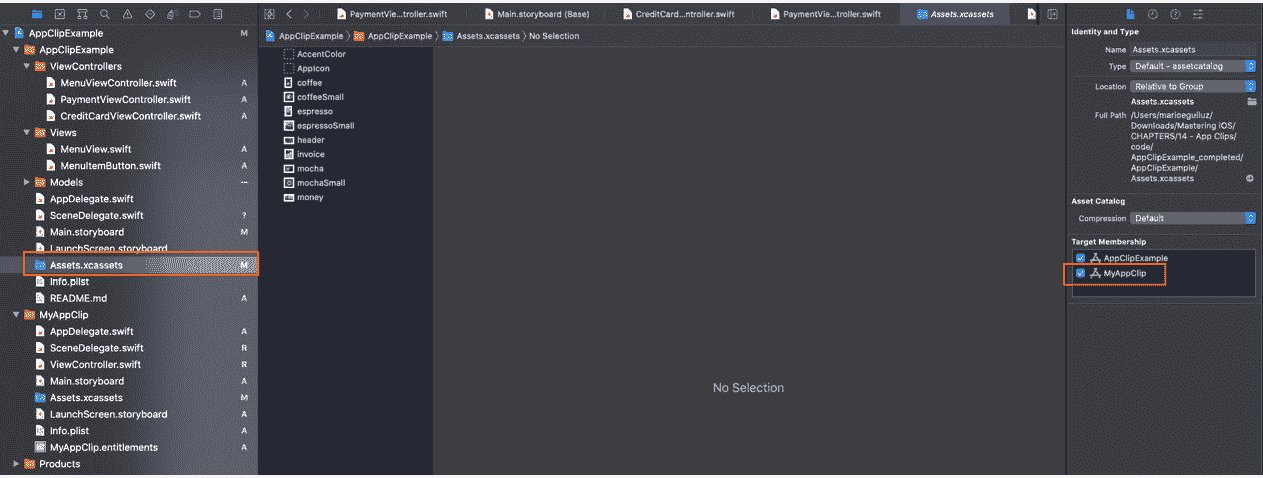 PaymentVie...troller.swift
Main.storyboard (Base)
CreditCard...ntroller.swift
PaymentVie...troller.swift
Assets.xcassets
AppClipExample
M
AppClipExample
ViewControllers
MenuViewController.swift
A
PaymentViewController.swift
A
CreditCardViewController.swift
A
Views
MenuView.swift
A
MenuItemButton.swift
A
Models
AppDelegate.swift
SceneDelegate.swift
?
Main.storyboard
M
LaunchScreen.storyboard
Assets.xcassets
M
Info.plist
README.md
A
MyAppClip
AppDelegate.swift
A
SceneDelegate.swift
R
ViewController.swift
R
Main.storyboard
A
Assets.xcassets
M
LaunchScreen.storyboard
A
Info.plist
A
MyAppClip.entitlements
A
Products
AppClipExample 〉 AppClipExample 〉 Assets.xcassets 〉 No Selection
AccentColor
AppIcon
coffee
coffeeSmall
espresso
espressoSmall
header
invoice
mocha
mochaSmall
money
No Selection
Identity and Type
Name Assets.xcassets
Type Default - assetcatalog
Location Relative to Group
Assets.xcassets
Full Path /Users/marioeguiluz/
Downloads/Mastering iOS/
CHAPTERS/14 - App Clips/
code/
AppClipExample_completed/
AppClipExample/
Assets.xcassets
Asset Catalog
Compression Default
Target Membership
AppClipExample
MyAppClip